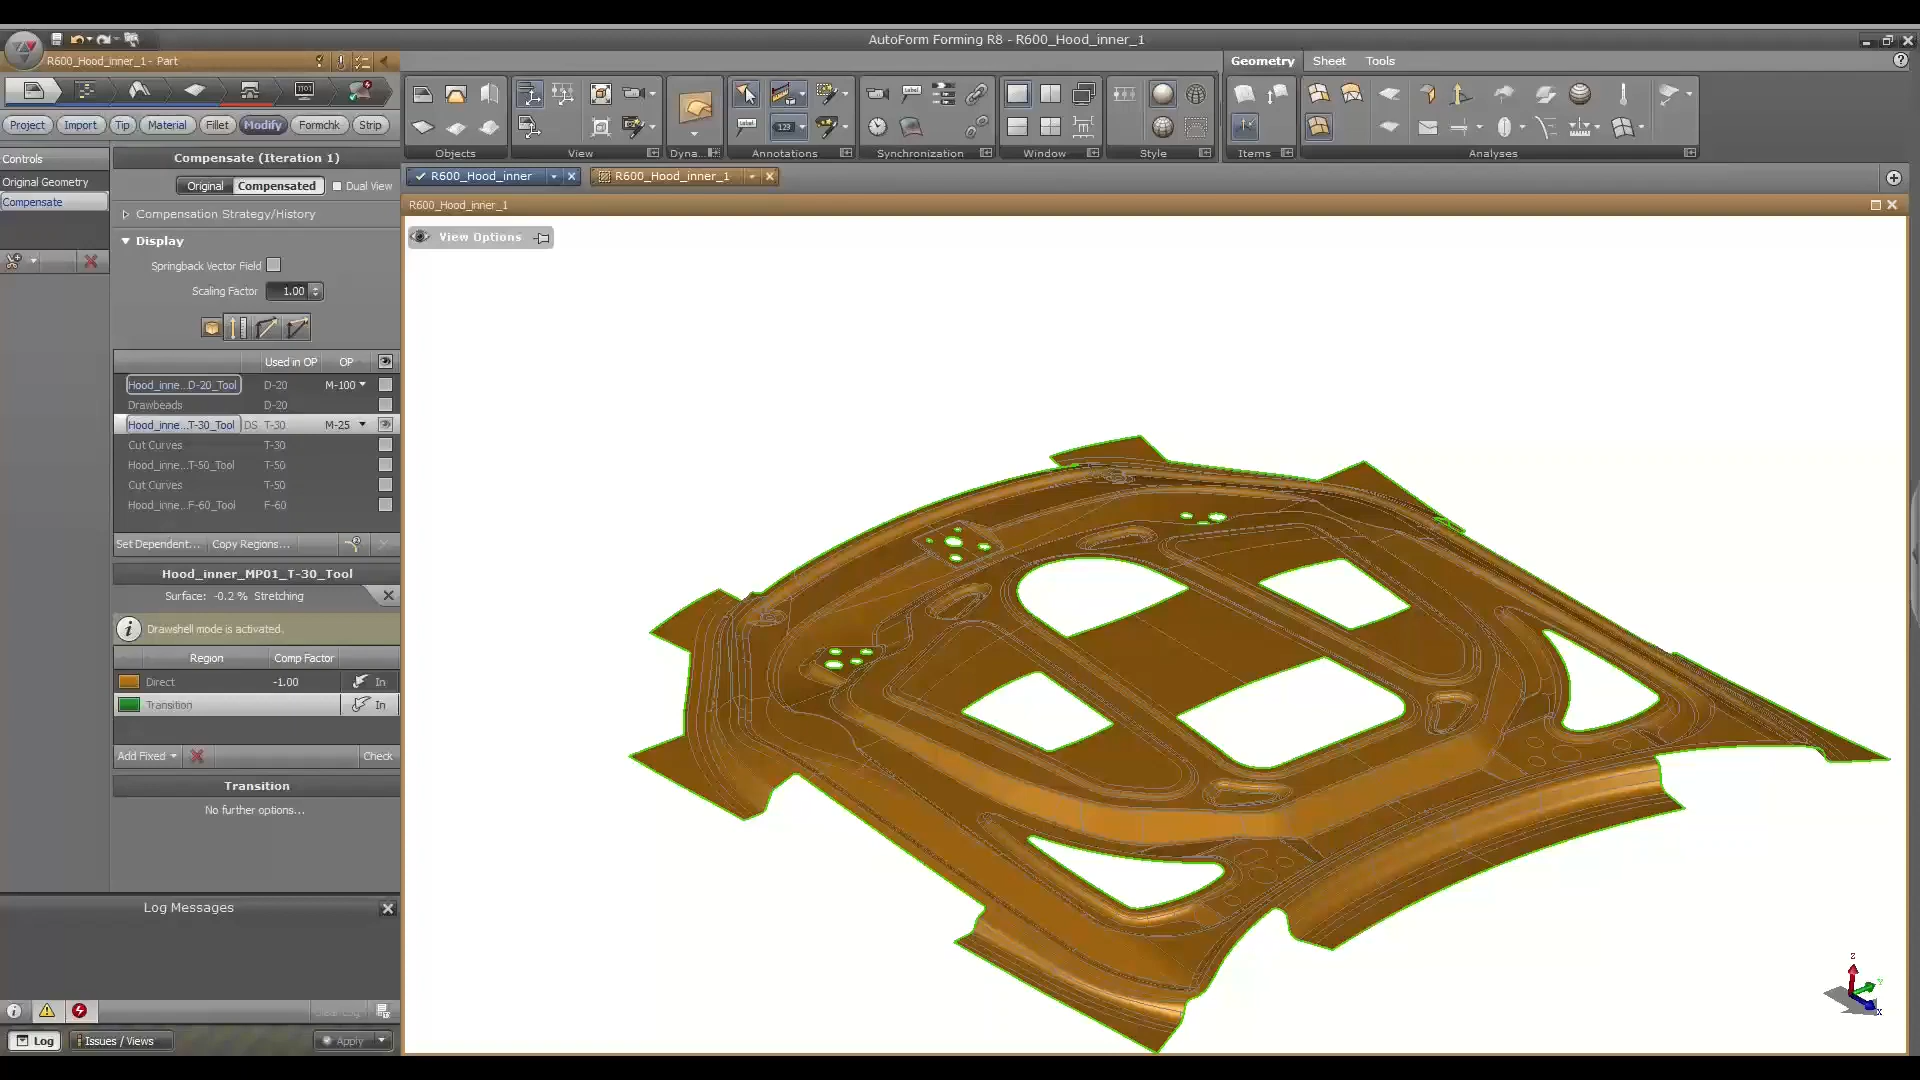 AutoForm Forming R8 - R600_Hood_inner_1
R600_Hood_inner_1 - Part
Geometry
Sheet
Tools
Project
Import
Tip
Material
Fillet
Modify
Formchk
Strip
Objects
View
Dyna...
Annotations
Synchronization
Window
Style
Items
Analyses
Controls
Original Geometry
Compensate
Compensate (Iteration 1)
Original
Compensated
Dual View
Compensation Strategy/History
Display
Springback Vector Field
Scaling Factor 1.00
Used in OP
OP
Hood_inne...D-20_Tool D-20 M-100
Drawbeads D-20
Hood_inne...T-30_Tool DS T-30 M-25
Cut Curves T-30
Hood_inne...T-50_Tool T-50
Cut Curves T-50
Hood_inne...F-60_Tool F-60
Set Dependent... Copy Regions...
Hood_inner_MP01_T-30_Tool
Surface: -0.2 % Stretching
Drawshell mode is activated.
Region Comp Factor
Direct -1.00 In
Transition In
Add Fixed
Check
Transition
No further options...
Log Messages
Clear Log
Log
Issues / Views
Apply
R600_Hood_inner
R600_Hood_inner_1
R600_Hood_inner_1
View Options
Z
Y
X